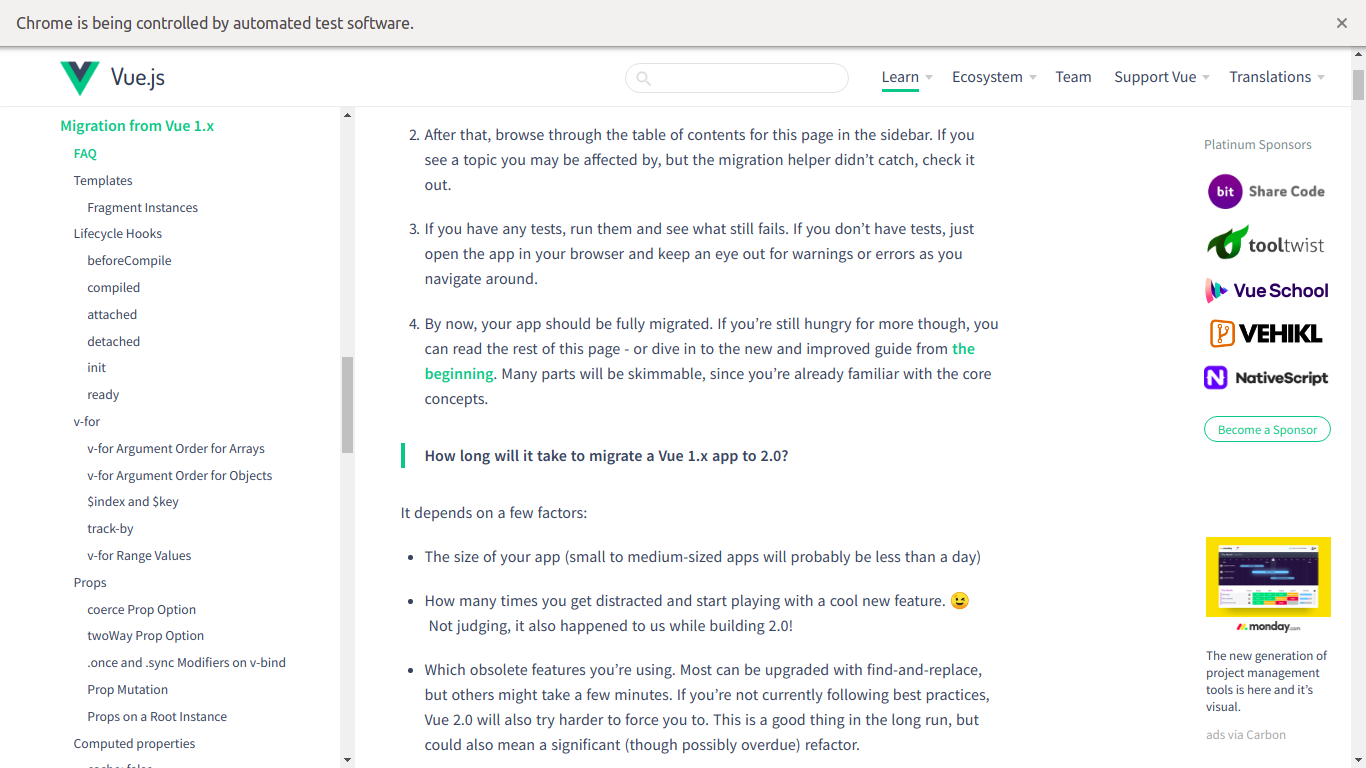 Chrome is being controlled by automated test software.
Vue.js
Learn
Ecosystem
Team
Support Vue
Translations
Migration from Vue 1.x
FAQ
Templates
Fragment Instances
Lifecycle Hooks
beforeCompile
compiled
attached
detached
init
ready
v-for
v-for Argument Order for Arrays
v-for Argument Order for Objects
$index and $key
track-by
v-for Range Values
Props
coerce Prop Option
twoWay Prop Option
.once and .sync Modifiers on v-bind
Prop Mutation
Props on a Root Instance
Computed properties
cache: false
2. After that, browse through the table of contents for this page in the sidebar. If you
see a topic you may be affected by, but the migration helper didn’t catch, check it
out.
3. If you have any tests, run them and see what still fails. If you don’t have tests, just
open the app in your browser and keep an eye out for warnings or errors as you
navigate around.
4. By now, your app should be fully migrated. If you’re still hungry for more though, you
can read the rest of this page - or dive in to the new and improved guide from the
beginning. Many parts will be skimmable, since you’re already familiar with the core
concepts.
How long will it take to migrate a Vue 1.x app to 2.0?
It depends on a few factors:
• The size of your app (small to medium-sized apps will probably be less than a day)
• How many times you get distracted and start playing with a cool new feature. 😉
Not judging, it also happened to us while building 2.0!
• Which obsolete features you’re using. Most can be upgraded with find-and-replace,
but others might take a few minutes. If you’re not currently following best practices,
Vue 2.0 will also try harder to force you to. This is a good thing in the long run, but
could also mean a significant (though possibly overdue) refactor.
Platinum Sponsors
bit Share Code
tooltwist
Vue School
VEHIKL
NativeScript
Become a Sponsor
monday.com
The new generation of
project management
tools is here and it’s
visual.
ads via Carbon